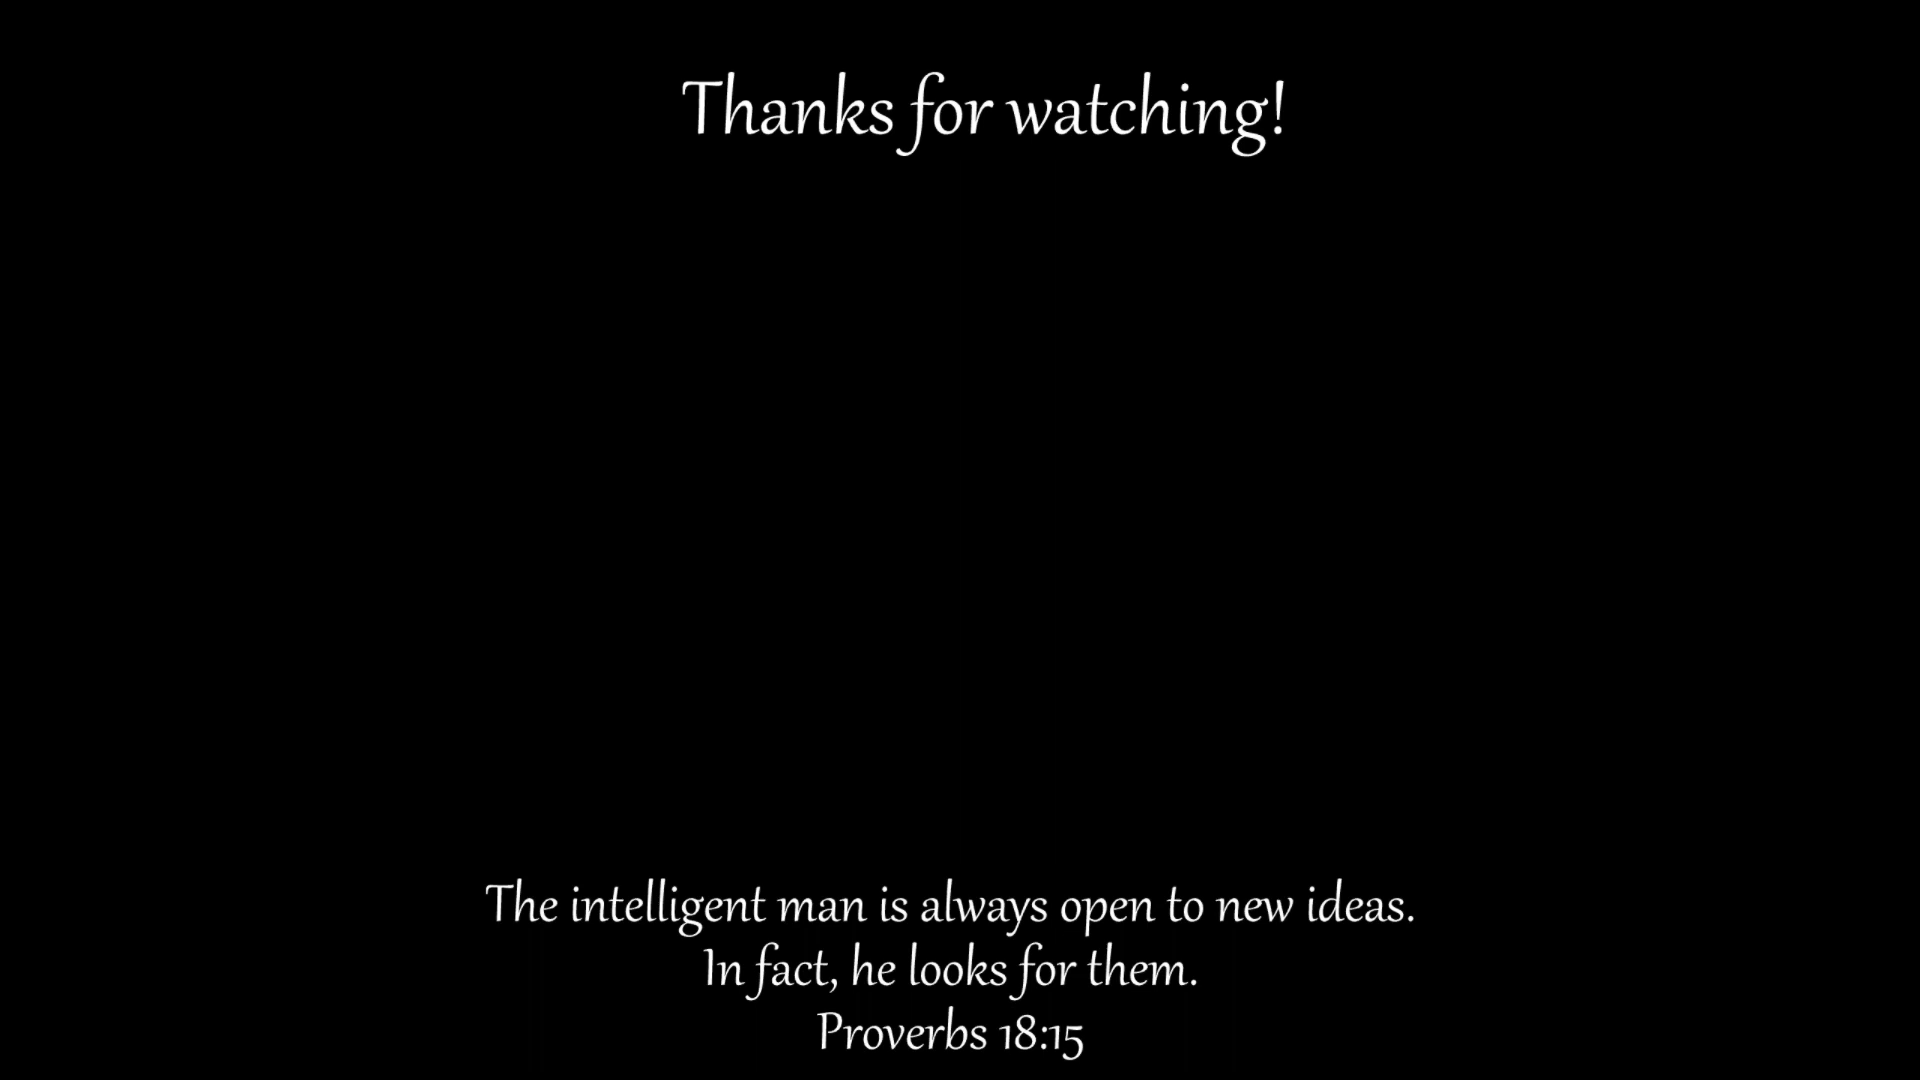 Thanks for watching!
The intelligent man is always open to new ideas.
In fact, he looks for them.
Proverbs 18:15